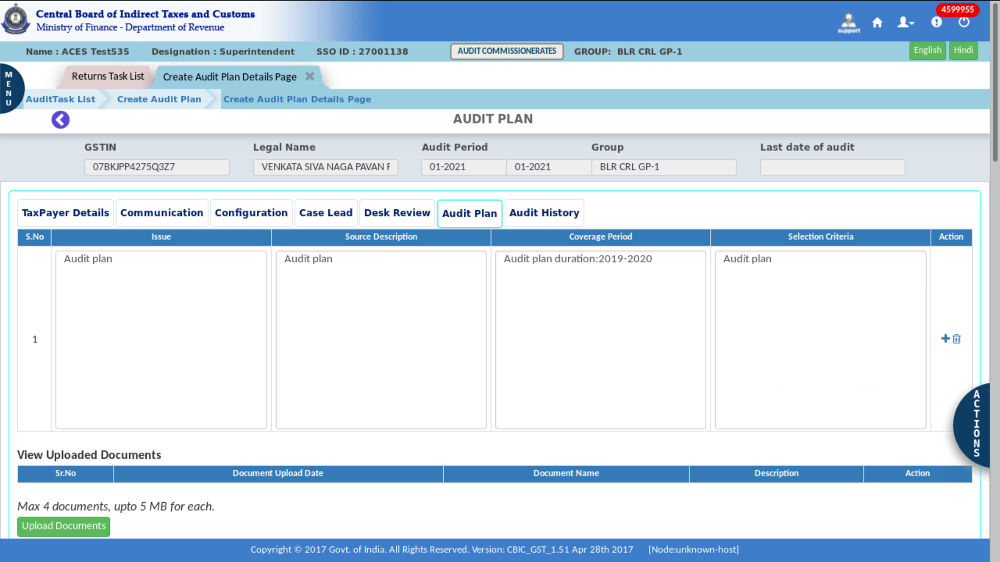 Central Board of Indirect Taxes and Customs
Ministry of Finance - Department of Revenue
support
4599955
Name : ACES Test535 Designation : Superintendent SSO ID : 27001138 AUDIT COMMISSIONERATES GROUP: BLR CRL GP-1 English Hindi
MENU
Returns Task List Create Audit Plan Details Page
AuditTask List Create Audit Plan Create Audit Plan Details Page
AUDIT PLAN
GSTIN Legal Name Audit Period Group Last date of audit
07BKJPP4275Q3Z7 VENKATA SIVA NAGA PAVAN 01-2021 01-2021 BLR CRL GP-1
TaxPayer Details Communication Configuration Case Lead Desk Review Audit Plan Audit History
S.No Issue Source Description Coverage Period Selection Criteria Action
Audit plan Audit plan Audit plan duration:2019-2020 Audit plan
1
ACTIONS
View Uploaded Documents
Sr.No Document Upload Date Document Name Description Action
Max 4 documents, upto 5 MB for each.
Upload Documents
Copyright © 2017 Govt. of India. All Rights Reserved. Version: CBIC_GST_1.51 Apr 28th 2017 [Node:unknown-host]